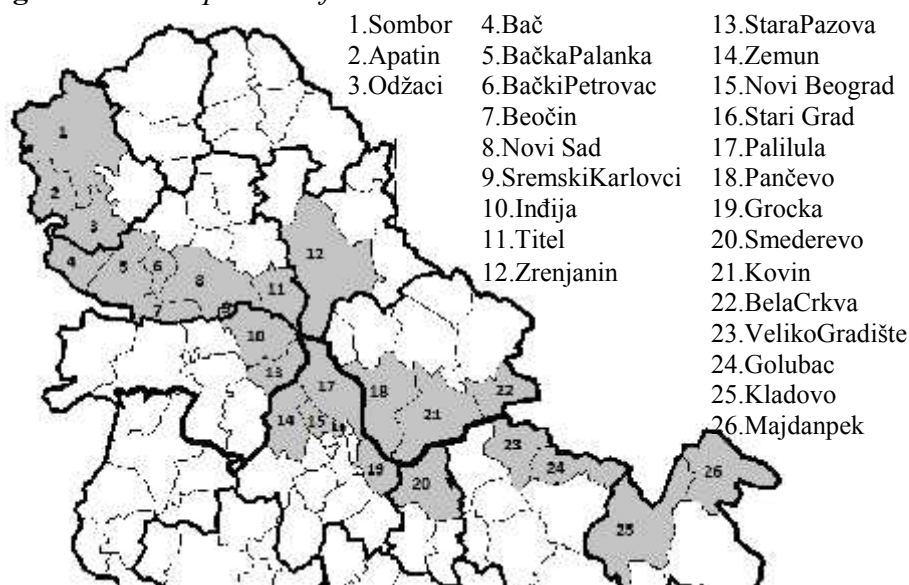 1.Sombor
2.Apatin
3.Odžaci
4.Bač
5.BačkaPalanka
6.BačkiPetrovac
7.Beočin
8.Novi Sad
9.SremskiKarlovci
10.Inđija
11.Titel
12.Zrenjanin
13.StaraPazova
14.Zemun
15.Novi Beograd
16.Stari Grad
17.Palilula
18.Pančevo
19.Grocka
20.Smederevo
21.Kovin
22.BelaCrkva
23.VelikoGradište
24.Golubac
25.Kladovo
26.Majdanpek
1
2
3
4
5
6
7
8
9
10
11
12
13
14
15
17
18
19
20
21
22
23
24
25
26